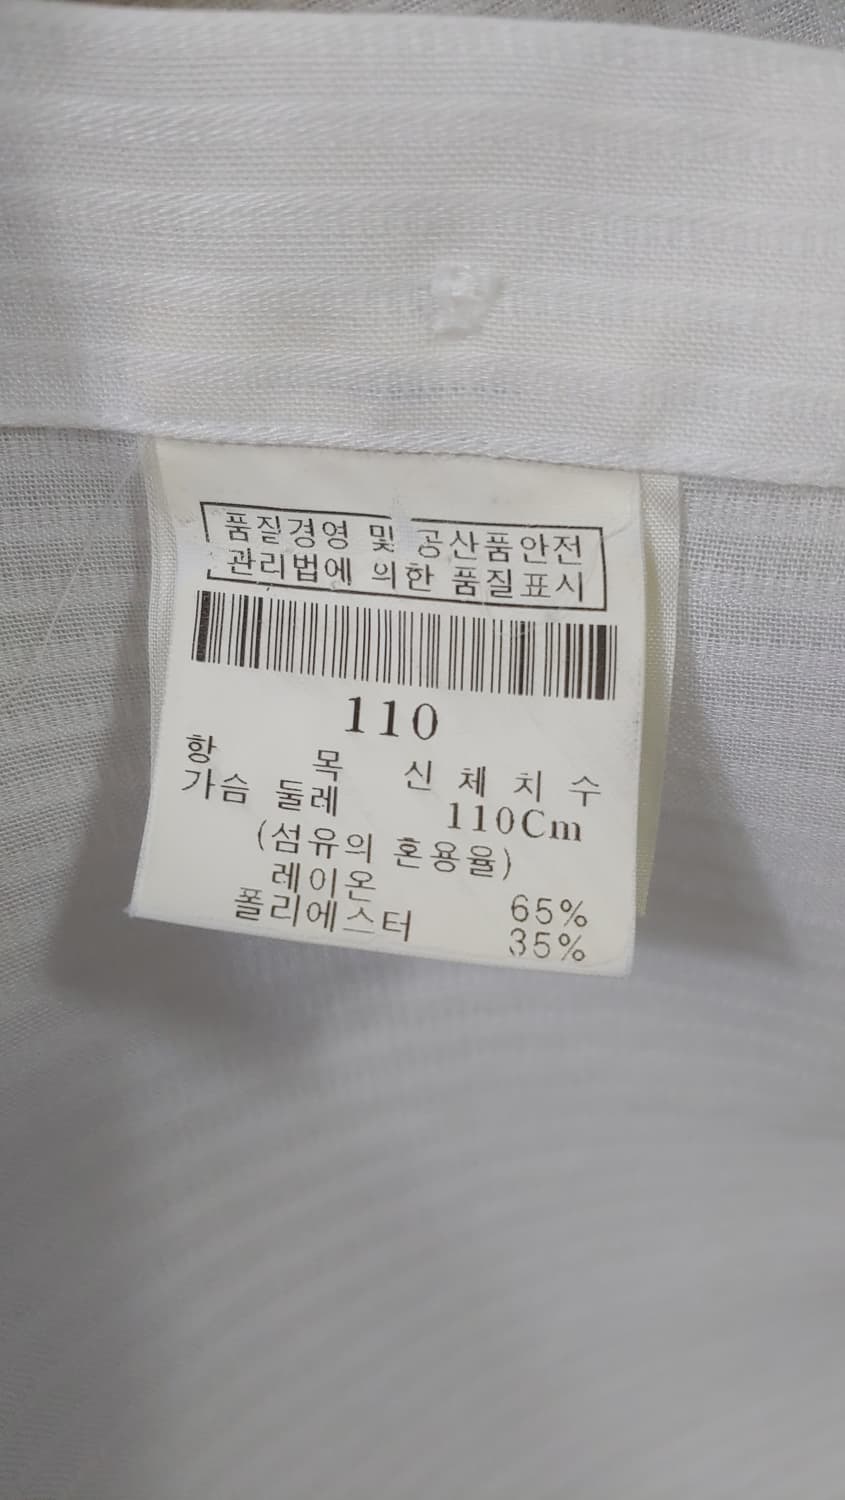 품질경영 및 공산품안전
관리법에 의한 품질표시
110
항 목 신 체 치 수
가슴 둘레 110Cm
(섬유의 혼용율)
레이온 65%
폴리에스터 35%